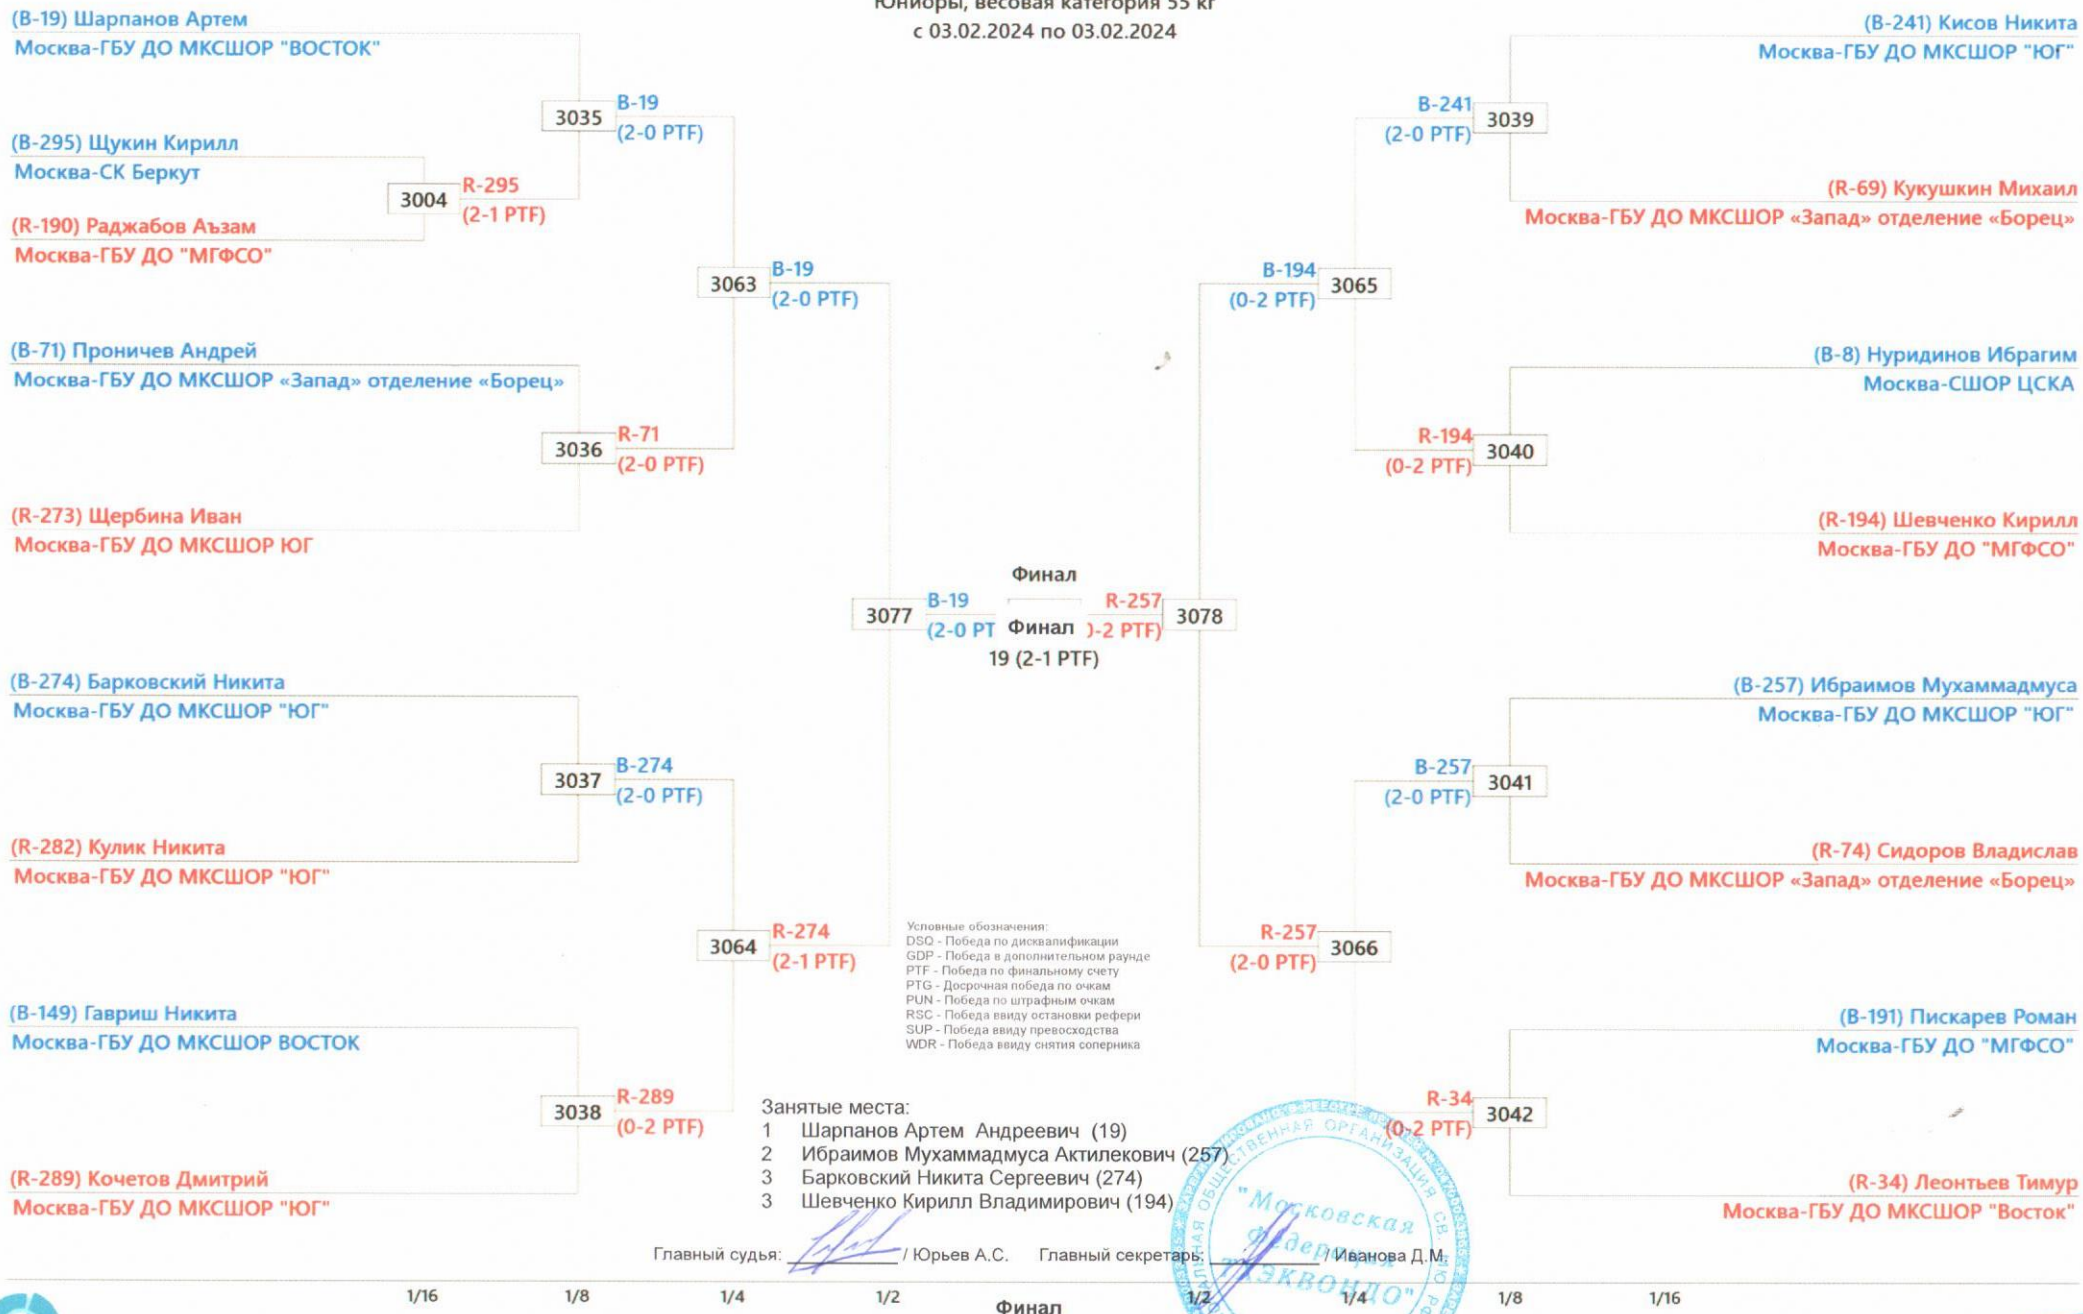 Юниоры, весовая категория 55 кг
с 03.02.2024 по 03.02.2024
(B-19) Шарпанов Артем
Москва-ГБУ ДО МКСШОР "ВОСТОК"
3035
B-19
(2-0 PTF)
(B-295) Щукин Кирилл
Москва-СК Беркут
3004
R-295
(2-1 PTF)
(R-190) Раджабов Аъзам
Москва-ГБУ ДО "МГФСО"
3063
B-19
(2-0 PTF)
(B-71) Проничев Андрей
Москва-ГБУ ДО МКСШОР «Запад» отделение «Борец»
3036
R-71
(2-0 PTF)
(R-273) Щербина Иван
Москва-ГБУ ДО МКСШОР ЮГ
3077
B-19
(2-0 PT
(B-274) Барковский Никита
Москва-ГБУ ДО МКСШОР "ЮГ"
3037
B-274
(2-0 PTF)
(R-282) Кулик Никита
Москва-ГБУ ДО МКСШОР "ЮГ"
3064
R-274
(2-1 PTF)
(B-149) Гавриш Никита
Москва-ГБУ ДО МКСШОР ВОСТОК
3038
R-289
(0-2 PTF)
(R-289) Кочетов Дмитрий
Москва-ГБУ ДО МКСШОР "ЮГ"
Финал
Финал
19 (2-1 PTF)
(B-241) Кисов Никита
Москва-ГБУ ДО МКСШОР "ЮГ"
B-241
(2-0 PTF)
3039
(R-69) Кукушкин Михаил
Москва-ГБУ ДО МКСШОР «Запад» отделение «Борец»
B-194
(0-2 PTF)
3065
(B-8) Нуридинов Ибрагим
Москва-СШОР ЦСКА
R-194
(0-2 PTF)
3040
(R-194) Шевченко Кирилл
Москва-ГБУ ДО "МГФСО"
R-257
)-2 PTF)
3078
(B-257) Ибраимов Мухаммадмуса
Москва-ГБУ ДО МКСШОР "ЮГ"
B-257
(2-0 PTF)
3041
(R-74) Сидоров Владислав
Москва-ГБУ ДО МКСШОР «Запад» отделение «Борец»
R-257
(2-0 PTF)
3066
(B-191) Пискарев Роман
Москва-ГБУ ДО "МГФСО"
R-34
(0-2 PTF)
3042
(R-34) Леонтьев Тимур
Москва-ГБУ ДО МКСШОР "Восток"
Условные обозначения:
DSQ - Победа по дисквалификации
GDP - Победа в дополнительном раунде
PTF - Победа по финальному счету
PTG - Досрочная победа по очкам
PUN - Победа по штрафным очкам
RSC - Победа ввиду остановки рефери
SUP - Победа ввиду превосходства
WDR - Победа ввиду снятия соперника
Занятые места:
1 Шарпанов Артем Андреевич (19)
2 Ибраимов Мухаммадмуса Актилекович (257)
3 Барковский Никита Сергеевич (274)
3 Шевченко Кирилл Владимирович (194)
Главный судья: / Юрьев А.С. Главный секретарь: / Иванова Д.М.
ОБЩЕСТВЕННАЯ ОРГАНИЗАЦИЯ
"Московская
Федерация
ТХЭКВОНДО"
1/16 1/8 1/4 1/2 Финал 1/2 1/4 1/8 1/16